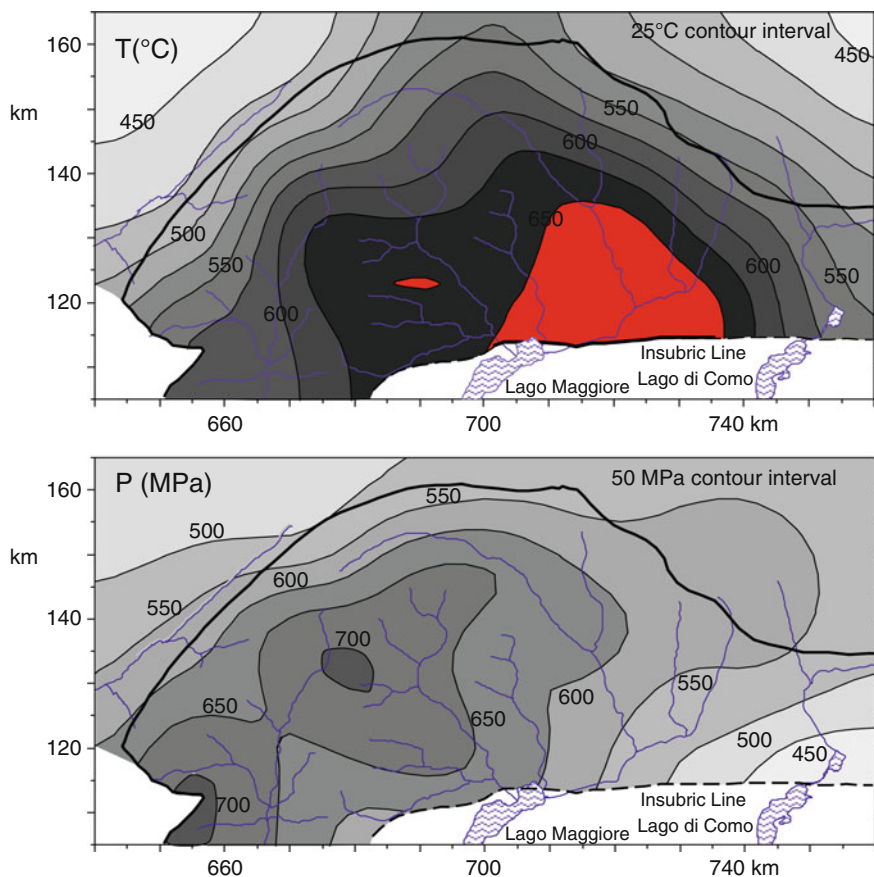 160
T(°C)
25°C contour interval
450
450
km
550
140
600
500
650
550
550
120
600
600
Insubric Line
Lago Maggiore
Lago di Como
660
700
740 km
160
P (MPa)
550
50 MPa contour interval
500
km
600
550
140
700
550
650
600
650
500
120
450
700
Insubric Line
Lago Maggiore
Lago di Como
660
700
740 km